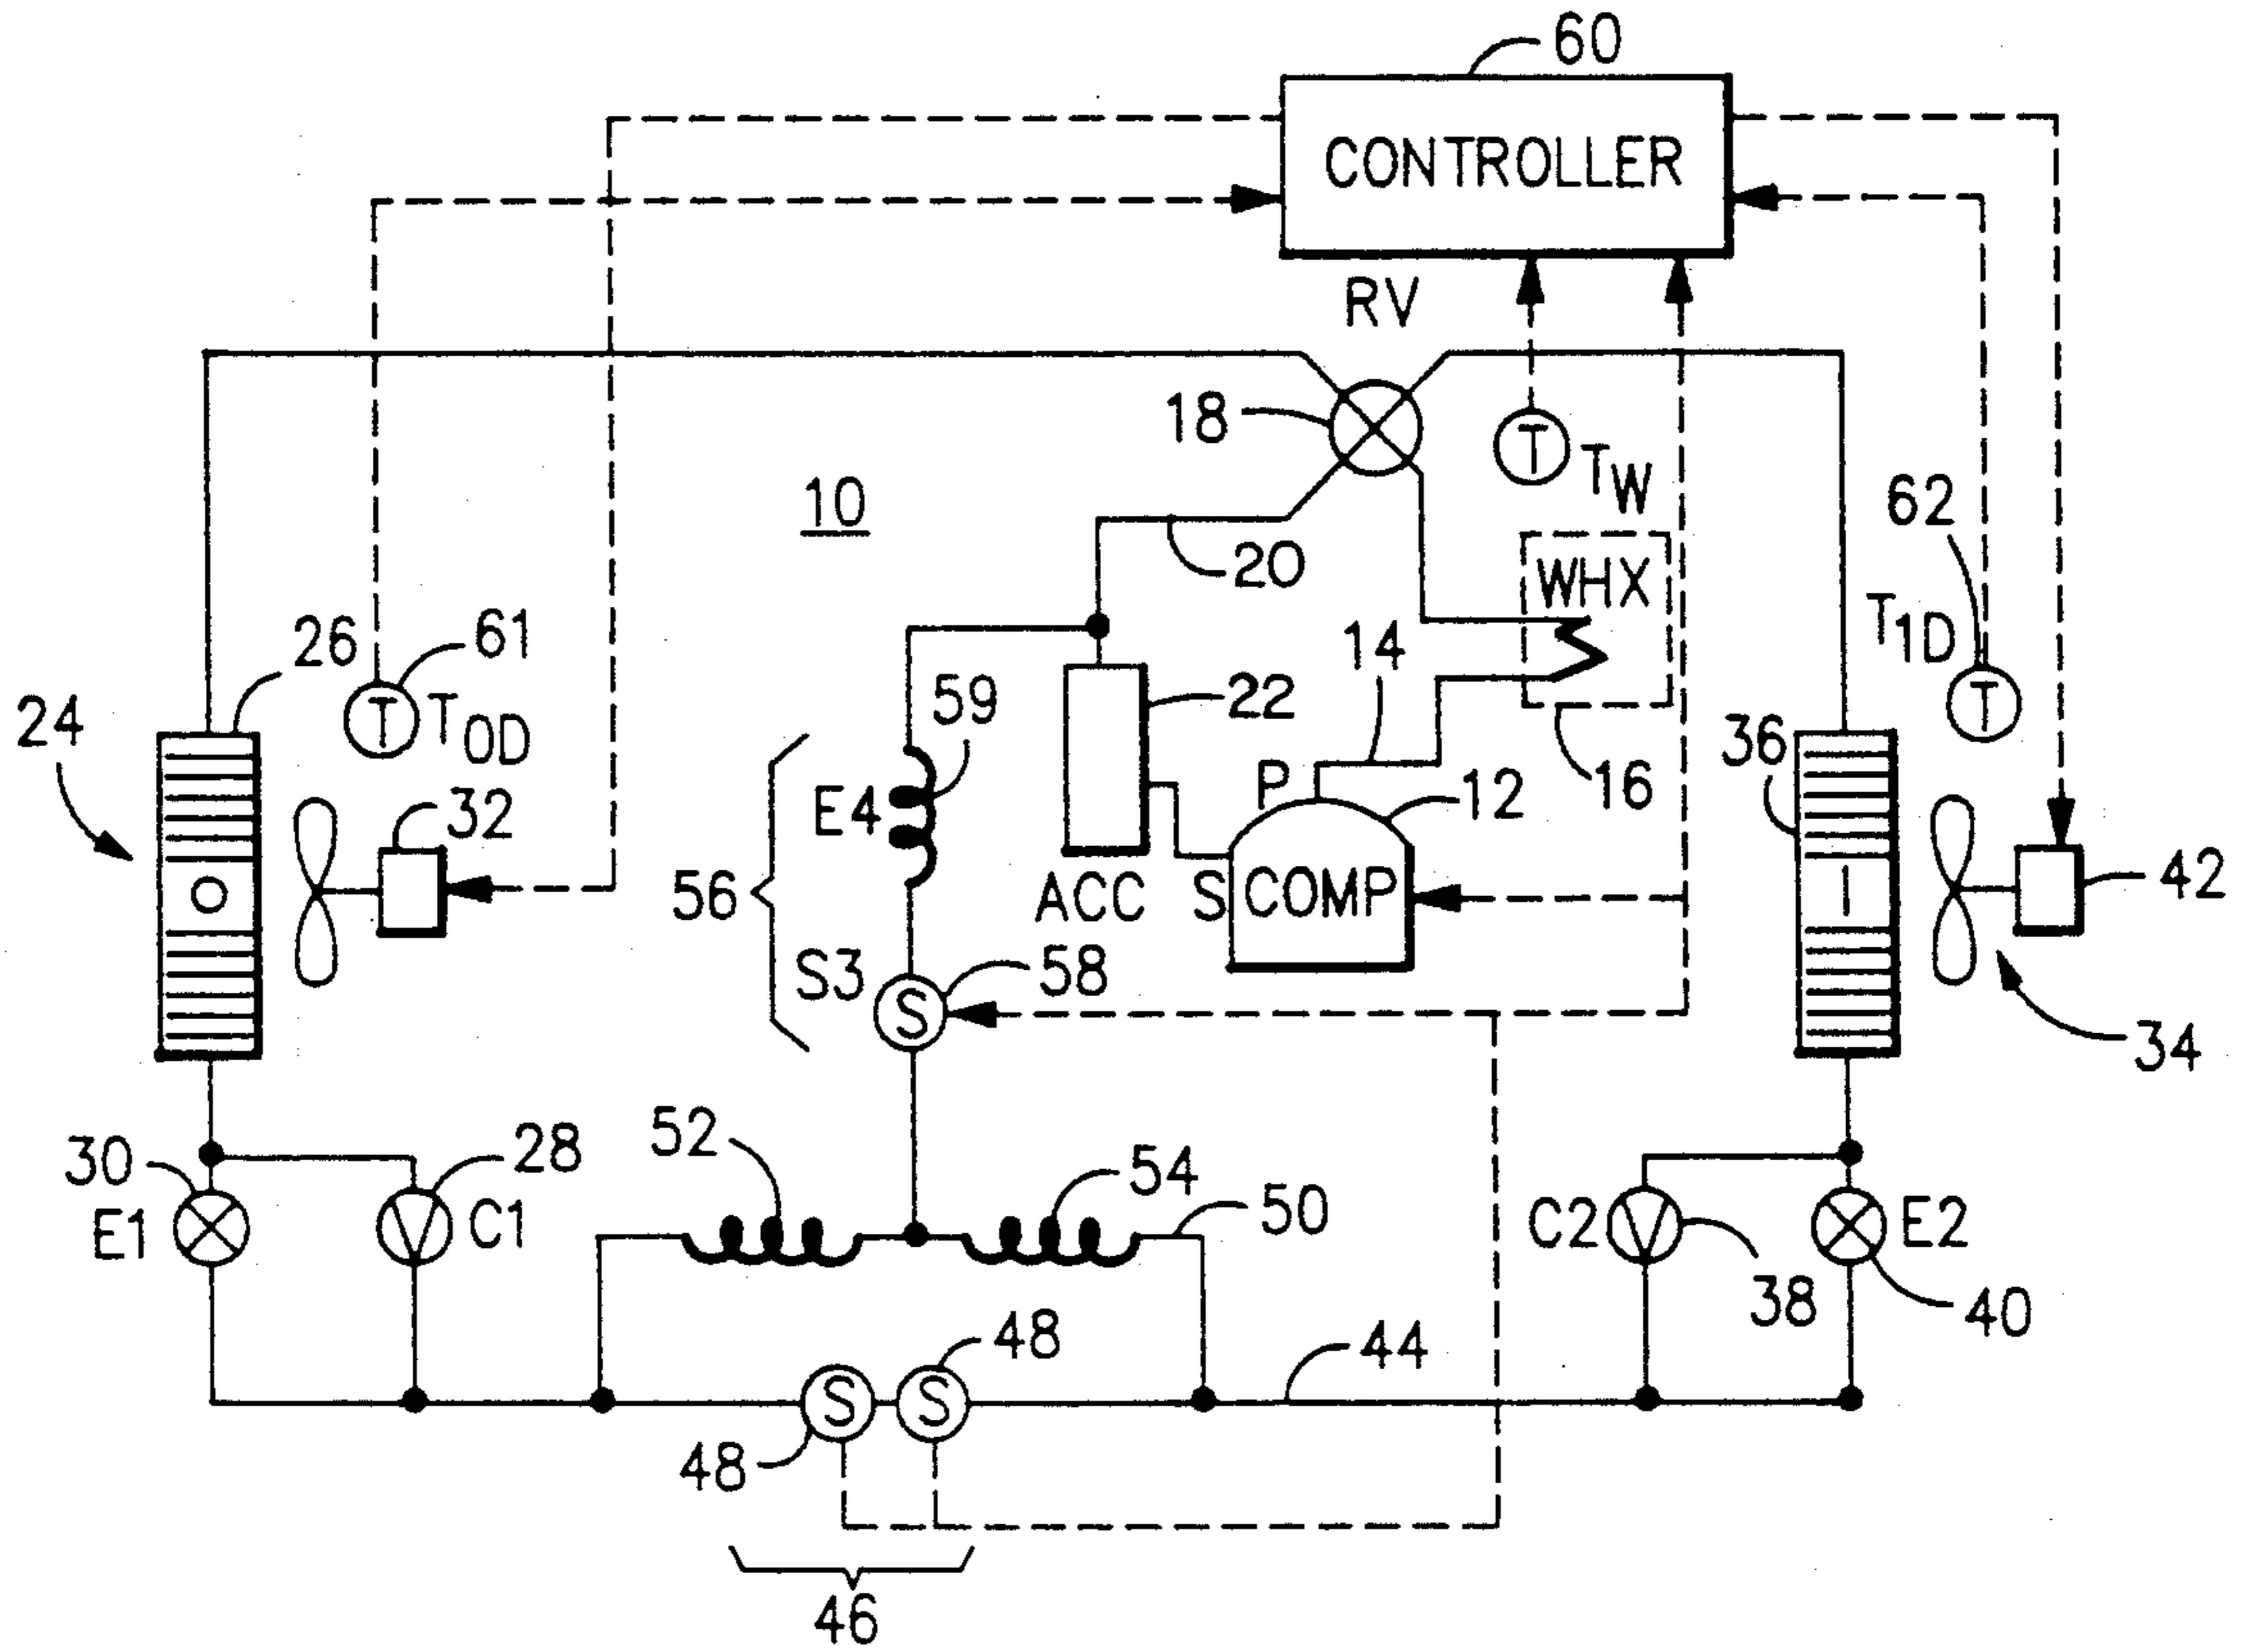 60
CONTROLLER
RV
18
T
TW
10
20
WHX
62
T1D
T
26
61
T
TOD
24
14
59
22
36
16
E4
P
12
32
O
56
ACC
S
COMP
I
42
S3
58
S
34
52
54
50
30
28
E1
C1
C2
E2
38
40
48
44
S
S
48
46